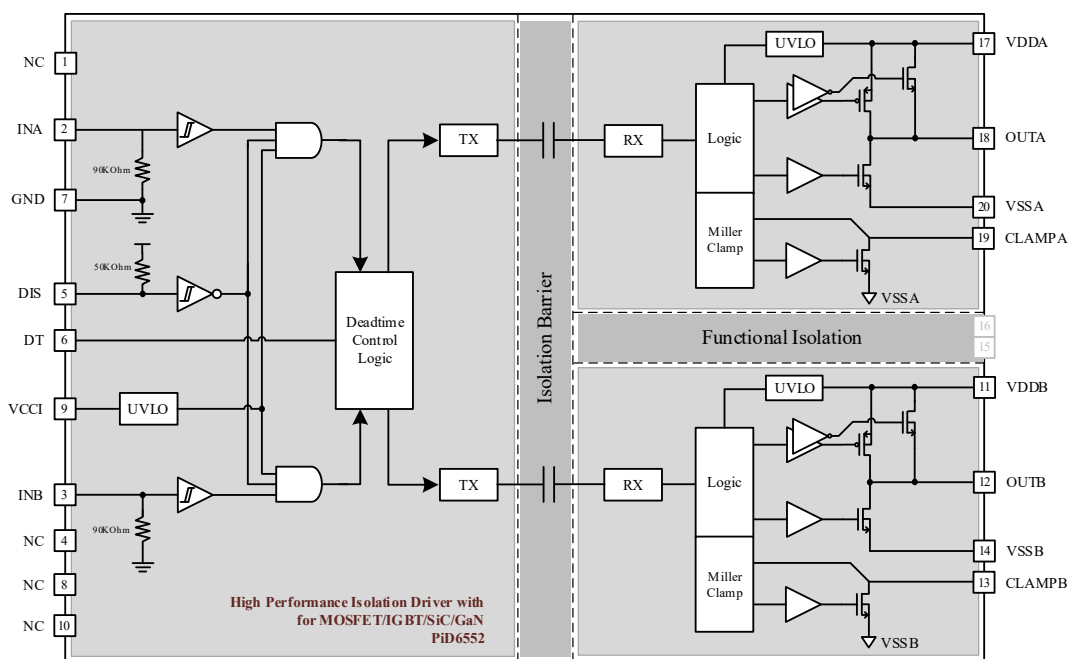 NC 1
INA 2
90KOhm
GND 7
50KOhm
DIS 5
DT 6
VCCI 9
UVLO
INB 3
90KOhm
NC 4
NC 8
NC 10
Deadtime
Control
Logic
TX
TX
High Performance Isolation Driver with
for MOSFET/IGBT/SiC/GaN
PiD6552
Isolation Barrier
RX
Logic
Miller
Clamp
UVLO
VSSA
17 VDDA
18 OUTA
20 VSSA
19 CLAMPA
Functional Isolation
16
15
RX
Logic
Miller
Clamp
UVLO
VSSB
11 VDDB
12 OUTB
14 VSSB
13 CLAMPB